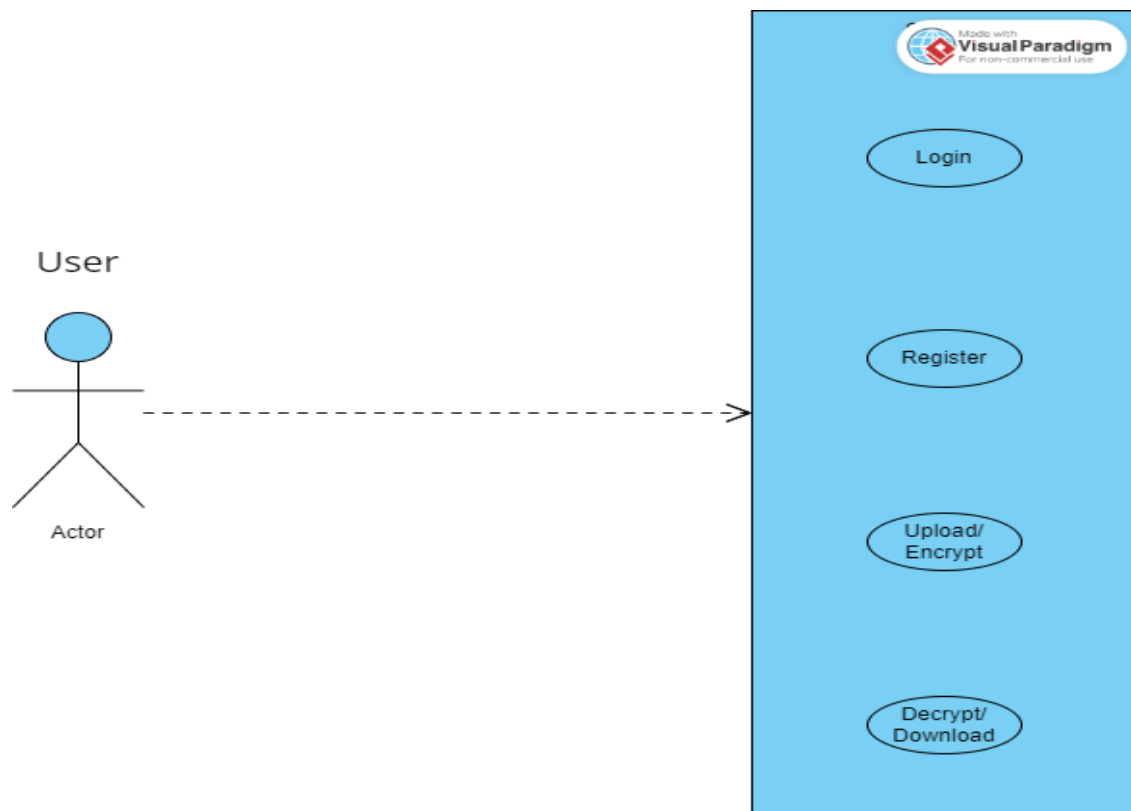 Made with
Visual Paradigm
For non-commercial use
Login
User
Register
Actor
Upload/
Encrypt
Decrypt/
Download